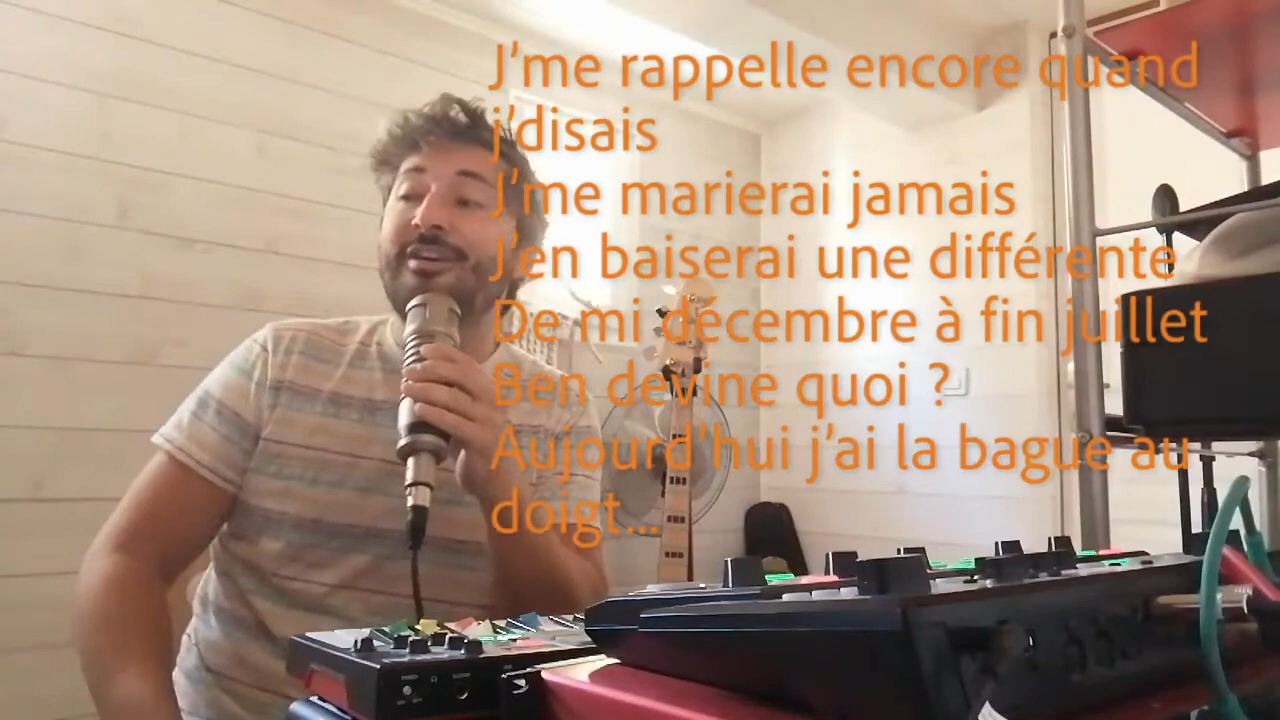 J'me rappelle encore quand
j'disais
J'me marierai jamais
J'en baiserai une différente
De mi décembre à fin juillet
Ben devine quoi ?
Aujourd'hui j'ai la bague au
doigt...